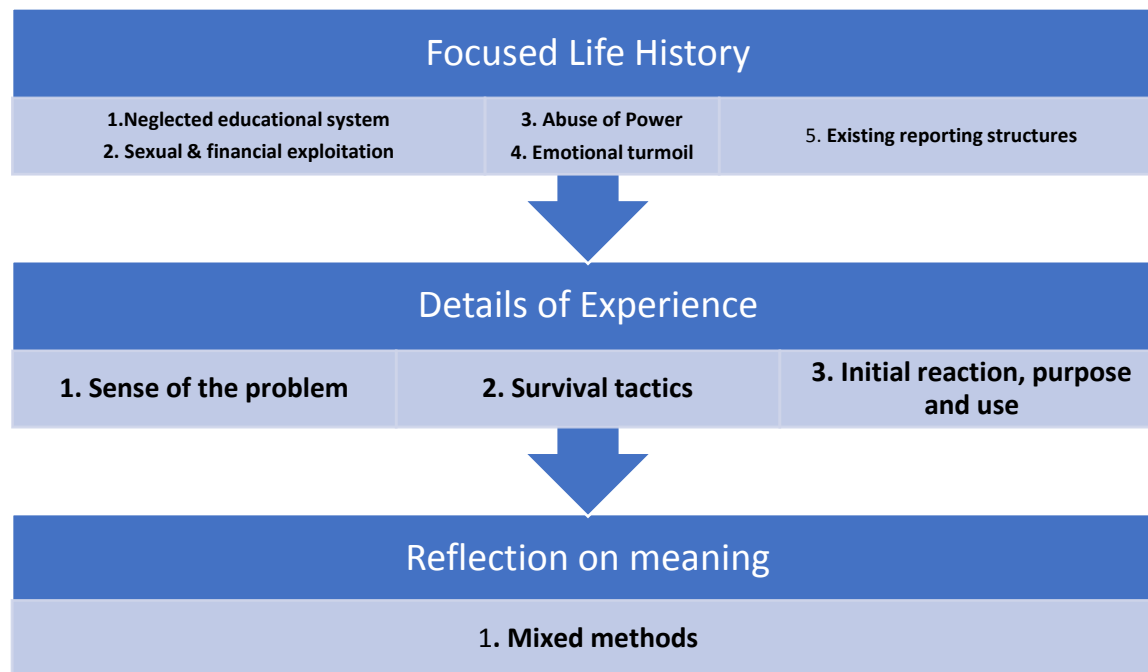 Focused Life History
1.Neglected educational system
2. Sexual & financial exploitation
3. Abuse of Power
4. Emotional turmoil
5. Existing reporting structures
Details of Experience
1. Sense of the problem
2. Survival tactics
3. Initial reaction, purpose
and use
Reflection on meaning
1. Mixed methods